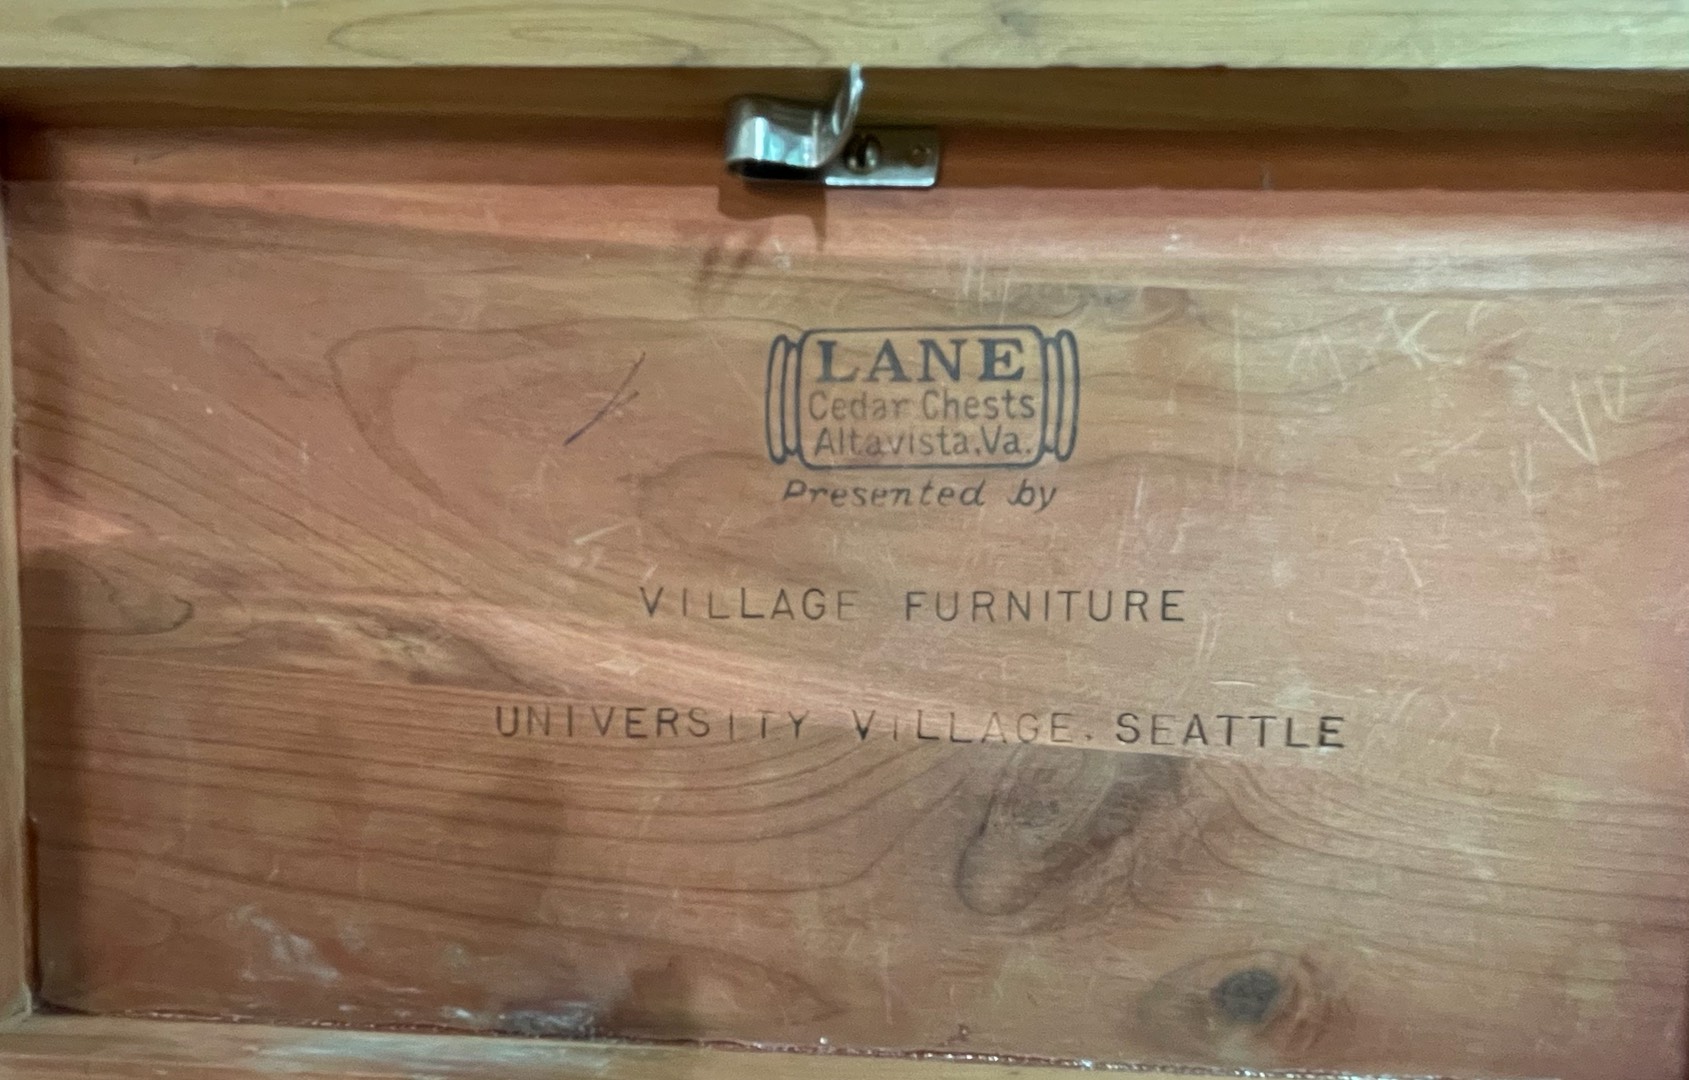 LANE
Cedar Chests
Altavista, Va.
Presented by
VILLAGE FURNITURE
UNIVERSITY VILLAGE, SEATTLE